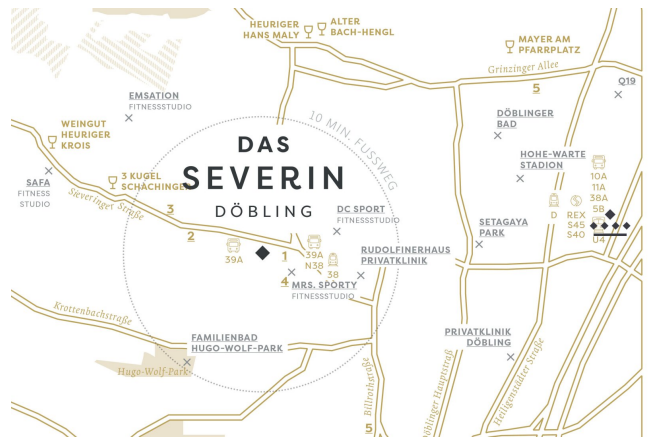 HEURIGER
HANS MALY
ALTER
BACH-HENGL
MAYER AM
PFARRPLATZ
Grinzinger Allee
5
Q19
EMSATION
FITNESSSTUDIO
10 MIN. FUSSWEG
DÖBLINGER
BAD
WEINGUT
HEURIGER
KROIS
DAS
SEVERIN
DÖBLING
HOHE-WARTE
STADION
10A
11A
38A
5B
3 KUGEL
SCHACHINGER
SAFA
FITNESS
STUDIO
Sieveringer Straße
3
2
DC SPORT
FITNESSSTUDIO
SETAGAYA
PARK
D
REX
S45
S40
U4
39A
1
39A
N38
38
4
RUDOLFINERHAUS
PRIVATKLINIK
MRS. SPORTY
FITNESSSTUDIO
Krottenbachstraße
FAMILIENBAD
HUGO-WOLF-PARK
Hugo-Wolf-Park
PRIVATKLINIK
DÖBLING
Billrothstraße
5
Döblinger Hauptstraß
Heiligenstädter Straße